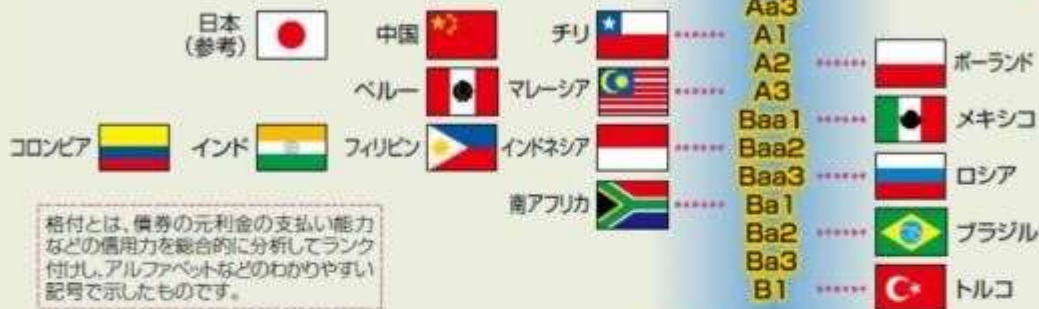 Aa3
日本
(参考)
中国
チリ
A1
A2
ポーランド
ペルー
マレーシア
A3
Baa1
メキシコ
コロンビア
インド
フィリピン
インドネシア
Baa2
Baa3
ロシア
南アフリカ
Ba1
Ba2
ブラジル
Ba3
B1
トルコ
格付とは、債券の元利金の支払い能力
などの信用力を総合的に分析してランク
付けし、アルファベットなどのわかりやすい
記号で示したものです。